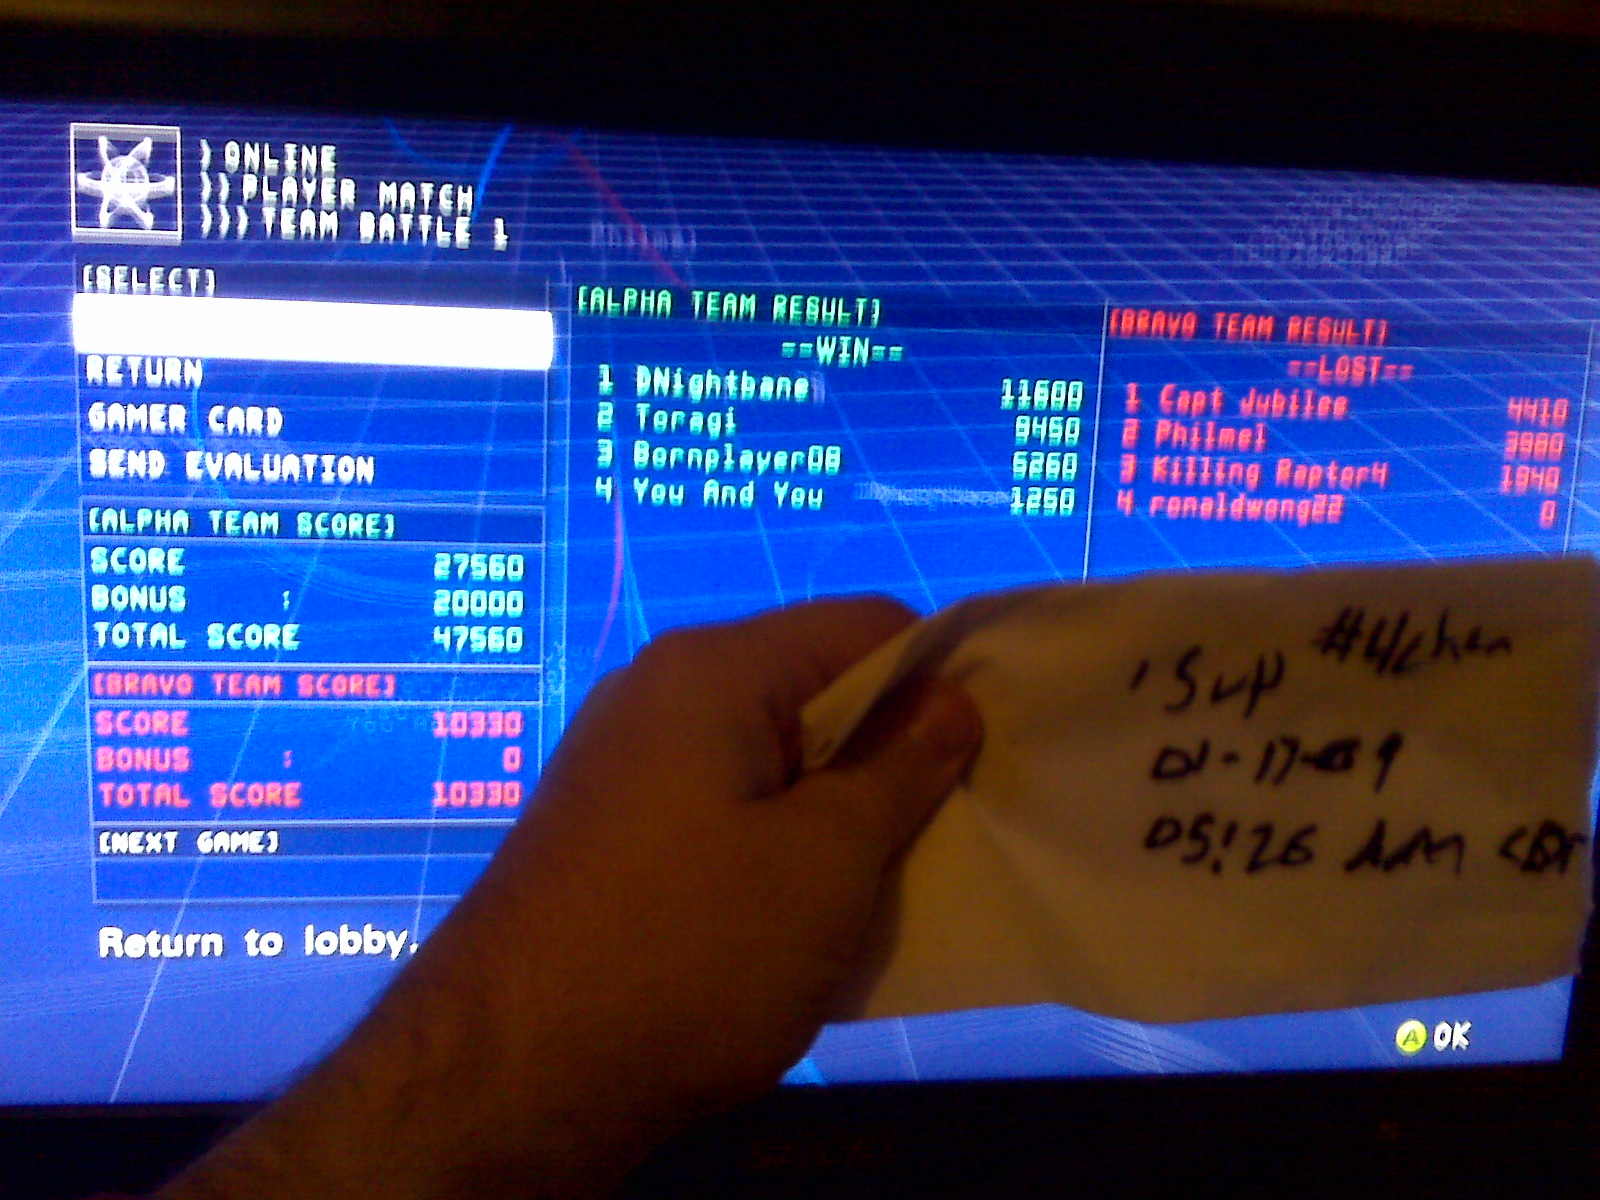 > ONLINE
>> PLAYER MATCH
>>> TEAM BATTLE 1
[SELECT]
RETURN
GAMER CARD
SEND EVALUATION
[ALPHA TEAM SCORE]
SCORE 27560
BONUS : 20000
TOTAL SCORE 47560
[BRAVO TEAM SCORE]
SCORE 10330
BONUS : 0
TOTAL SCORE 10330
[NEXT GAME]
Return to lobby.
[ALPHA TEAM RESULT]
==WIN==
1 DNightbane 11600
2 Toragi 9450
3 Bornplayer08 5260
4 You And You 1250
[BRAVO TEAM RESULT]
==LOST==
1 Capt Jubilee 4410
2 Philmel 3980
3 Killing Raptor4 1940
4 ronaldwong22 0
'Sup #4chan
01-17-09
05:26 AM CDT
A OK